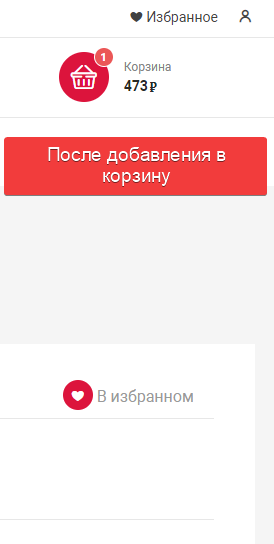 Избранное
1
Корзина
473 ₽
После добавления в
корзину
В избранном